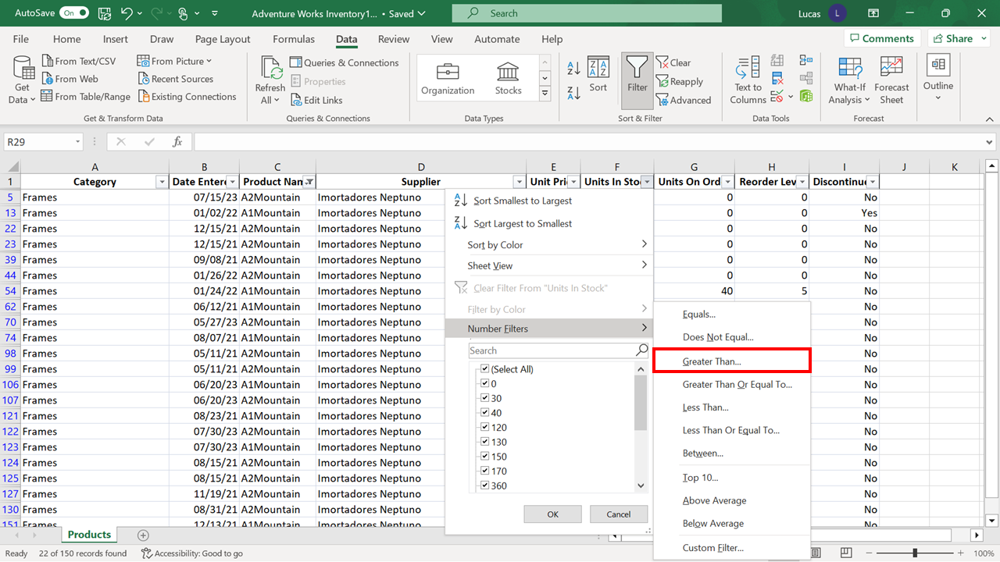 AutoSave On Adventure Works Inventory1... • Saved Search Lucas L
File Home Insert Draw Page Layout Formulas Data Review View Automate Help Comments Share
Get Data From Text/CSV From Picture Refresh All Queries & Connections Organization Stocks Sort Filter Clear Text to Columns What-If Analysis Forecast Sheet Outline
From Web Recent Sources Properties Reapply
From Table/Range Existing Connections Edit Links Advanced
Get & Transform Data Queries & Connections Data Types Sort & Filter Data Tools Forecast
R29 fx
A B C D E F G H I J K
1 Category Date Entere Product Nan Supplier Unit Pric Units In Sto Units On Ord Reorder Lev Discontinue
5 Frames 07/15/23 A2Mountain Imortadores Neptuno 0 0 No
13 Frames 01/02/22 A1Mountain Imortadores Neptuno 0 0 Yes
22 Frames 12/15/21 A2Mountain Imortadores Neptuno 0 0 No
23 Frames 12/15/21 A2Mountain Imortadores Neptuno 0 0 No
39 Frames 09/08/21 A2Mountain Imortadores Neptuno 0 0 No
44 Frames 01/26/22 A2Mountain Imortadores Neptuno 0 0 No
54 Frames 01/24/22 A1Mountain Imortadores Neptuno 40 5 No
62 Frames 06/12/21 A1Mountain Imortadores Neptuno No
70 Frames 05/27/23 A2Mountain Imortadores Neptuno No
74 Frames 08/07/21 A1Mountain Imortadores Neptuno No
98 Frames 05/11/21 A2Mountain Imortadores Neptuno No
99 Frames 05/11/21 A2Mountain Imortadores Neptuno No
106 Frames 06/20/23 A1Mountain Imortadores Neptuno No
107 Frames 06/20/23 A2Mountain Imortadores Neptuno No
121 Frames 08/23/21 A1Mountain Imortadores Neptuno No
122 Frames 07/30/23 A2Mountain Imortadores Neptuno No
123 Frames 07/30/23 A1Mountain Imortadores Neptuno No
124 Frames 08/15/21 A2Mountain Imortadores Neptuno No
125 Frames 08/15/21 A2Mountain Imortadores Neptuno No
127 Frames 11/19/21 A2Mountain Imortadores Neptuno No
130 Frames 08/31/21 A2Mountain Imortadores Neptuno No
151 Frames 12/13/21 A1Mountain Imortadores Neptuno No
Sort Smallest to Largest
Sort Largest to Smallest
Sort by Color
Sheet View
Clear Filter From "Units In Stock"
Filter by Color
Number Filters
Search
(Select All)
0
30
40
120
130
150
170
360
OK Cancel
Equals...
Does Not Equal...
Greater Than...
Greater Than Or Equal To...
Less Than...
Less Than Or Equal To...
Between...
Top 10...
Above Average
Below Average
Custom Filter...
Products
Ready 22 of 150 records found Accessibility: Good to go 100%